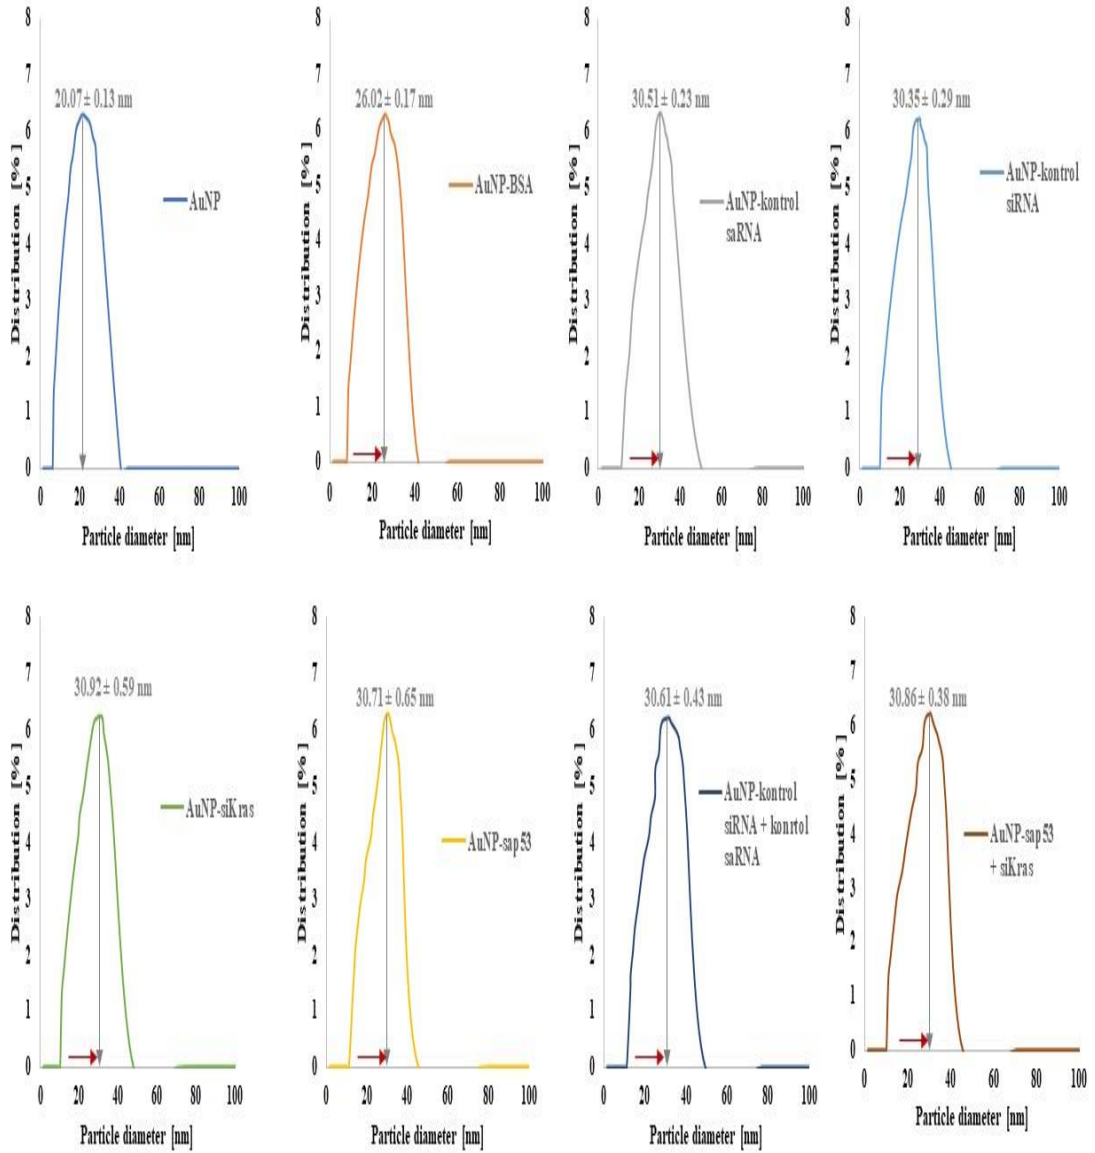 8
7
6
5
4
3
2
1
0
Distribution [%]
20.07 ± 0.13 nm
AuNP
0 20 40 60 80 100
Particle diameter [nm]
8
7
6
5
4
3
2
1
0
Distribution [%]
26.02 ± 0.17 nm
AuNP-BSA
0 20 40 60 80 100
Particle diameter [nm]
8
7
6
5
4
3
2
1
0
Distribution [%]
30.51 ± 0.23 nm
AuNP-kontrol
saRNA
0 20 40 60 80 100
Particle diameter [nm]
8
7
6
5
4
3
2
1
0
Distribution [%]
30.35 ± 0.29 nm
AuNP-kontrol
siRNA
0 20 40 60 80 100
Particle diameter [nm]
8
7
6
5
4
3
2
1
0
Distribution [%]
30.92 ± 0.59 nm
AuNP-siKras
0 20 40 60 80 100
Particle diameter [nm]
8
7
6
5
4
3
2
1
0
Distribution [%]
30.71 ± 0.65 nm
AuNP-sap53
0 20 40 60 80 100
Particle diameter [nm]
8
7
6
5
4
3
2
1
0
Distribution [%]
30.61 ± 0.43 nm
AuNP-kontrol
siRNA + konrtol
saRNA
0 20 40 60 80 100
Particle diameter [nm]
8
7
6
5
4
3
2
1
0
Distribution [%]
30.86 ± 0.38 nm
AuNP-sap53
+ siKras
0 20 40 60 80 100
Particle diameter [nm]